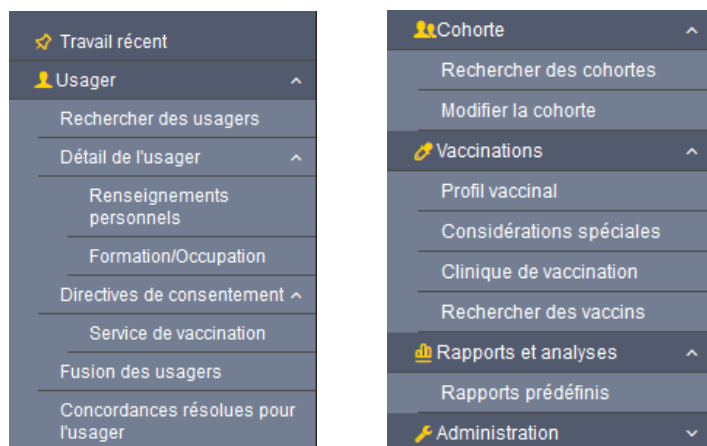 Travail récent
Usager
Rechercher des usagers
Détail de l'usager
Renseignements
personnels
Formation/Occupation
Directives de consentement
Service de vaccination
Fusion des usagers
Concordances résolues pour
l'usager
Cohorte
Rechercher des cohortes
Modifier la cohorte
Vaccinations
Profil vaccinal
Considérations spéciales
Clinique de vaccination
Rechercher des vaccins
Rapports et analyses
Rapports prédéfinis
Administration